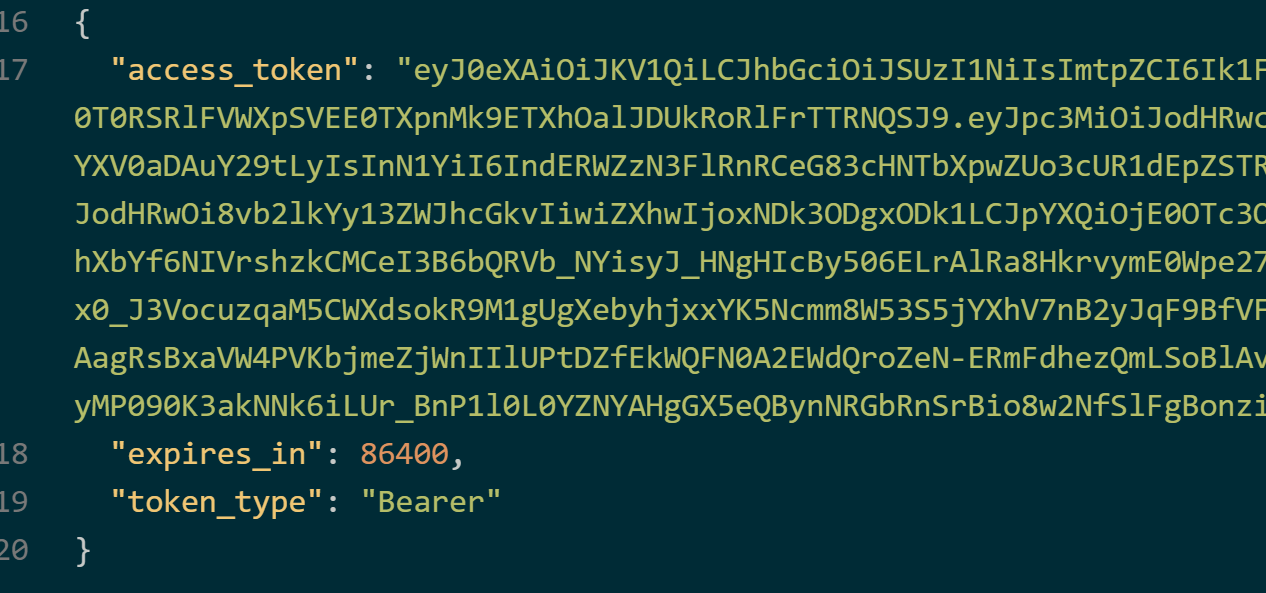 16 {
17 "access_token": "eyJ0eXAiOiJKV1QiLCJhbGciOiJSUzI1NiIsImtpZCI6Ik1F
0T0RSRlFVWXpSVEE0TXpnMk9ETXhOalJDUkRoRlFrTTRNQSJ9.eyJpc3MiOiJodHRwc
YXV0aDAuY29tLyIsInN1YiI6IndERWZzN3FlRnRCeG83cHNTbXpwZUo3cUR1dEpZSTR
JodHRwOi8vb2lkYy13ZWJhcGkvIiwiZXhwIjoxNDk3ODgxODk1LCJpYXQiOjE0OTc3O
hXbYf6NIVrshzkCMCeI3B6bQRVb_NYisyJ_HNgHIcBy506ELrAlRa8HkrvymE0Wpe27
x0_J3VocuzqaM5CWXdsokR9M1gUgXebyhjxxYK5Ncmm8W53S5jYXhV7nB2yJqF9BfVF
AagRsBxaVW4PVKbjmeZjWnIIlUPtDZfEkWQFN0A2EWdQroZeN-ERmFdhezQmLSoBlAv
yMP090K3akNNk6iLUr_BnP1l0L0YZNYAHgGX5eQBynNRGbRnSrBio8w2NfSlFgBonzi
18 "expires_in": 86400,
19 "token_type": "Bearer"
20 }